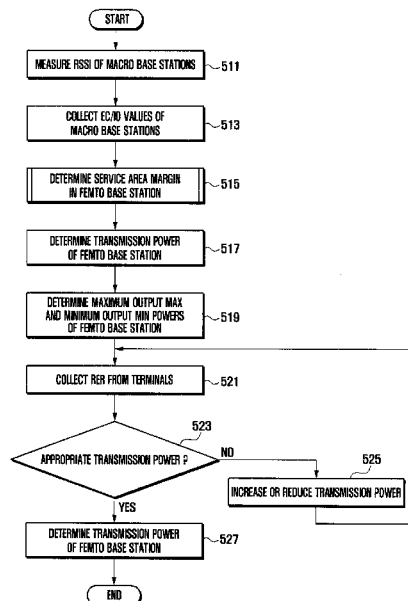 START
MEASURE RSSI OF MACRO BASE STATIONS
511
COLLECT EC/IO VALUES OF
MACRO BASE STATIONS
513
DETERMINE SERVICE AREA MARGIN
IN FEMTO BASE STATION
515
DETERMINE TRANSMISSION POWER
OF FEMTO BASE STATION
517
DETERMINE MAXIMUM OUTPUT MAX
AND MINIMUM OUTPUT MIN POWERS
OF FEMTO BASE STATION
519
COLLECT RER FROM TERMINALS
521
523
APPROPRIATE TRANSMISSION POWER ?
NO
525
INCREASE OR REDUCE TRANSMISSION POWER
YES
DETERMINE TRANSMISSION POWER
OF FEMTO BASE STATION
527
END